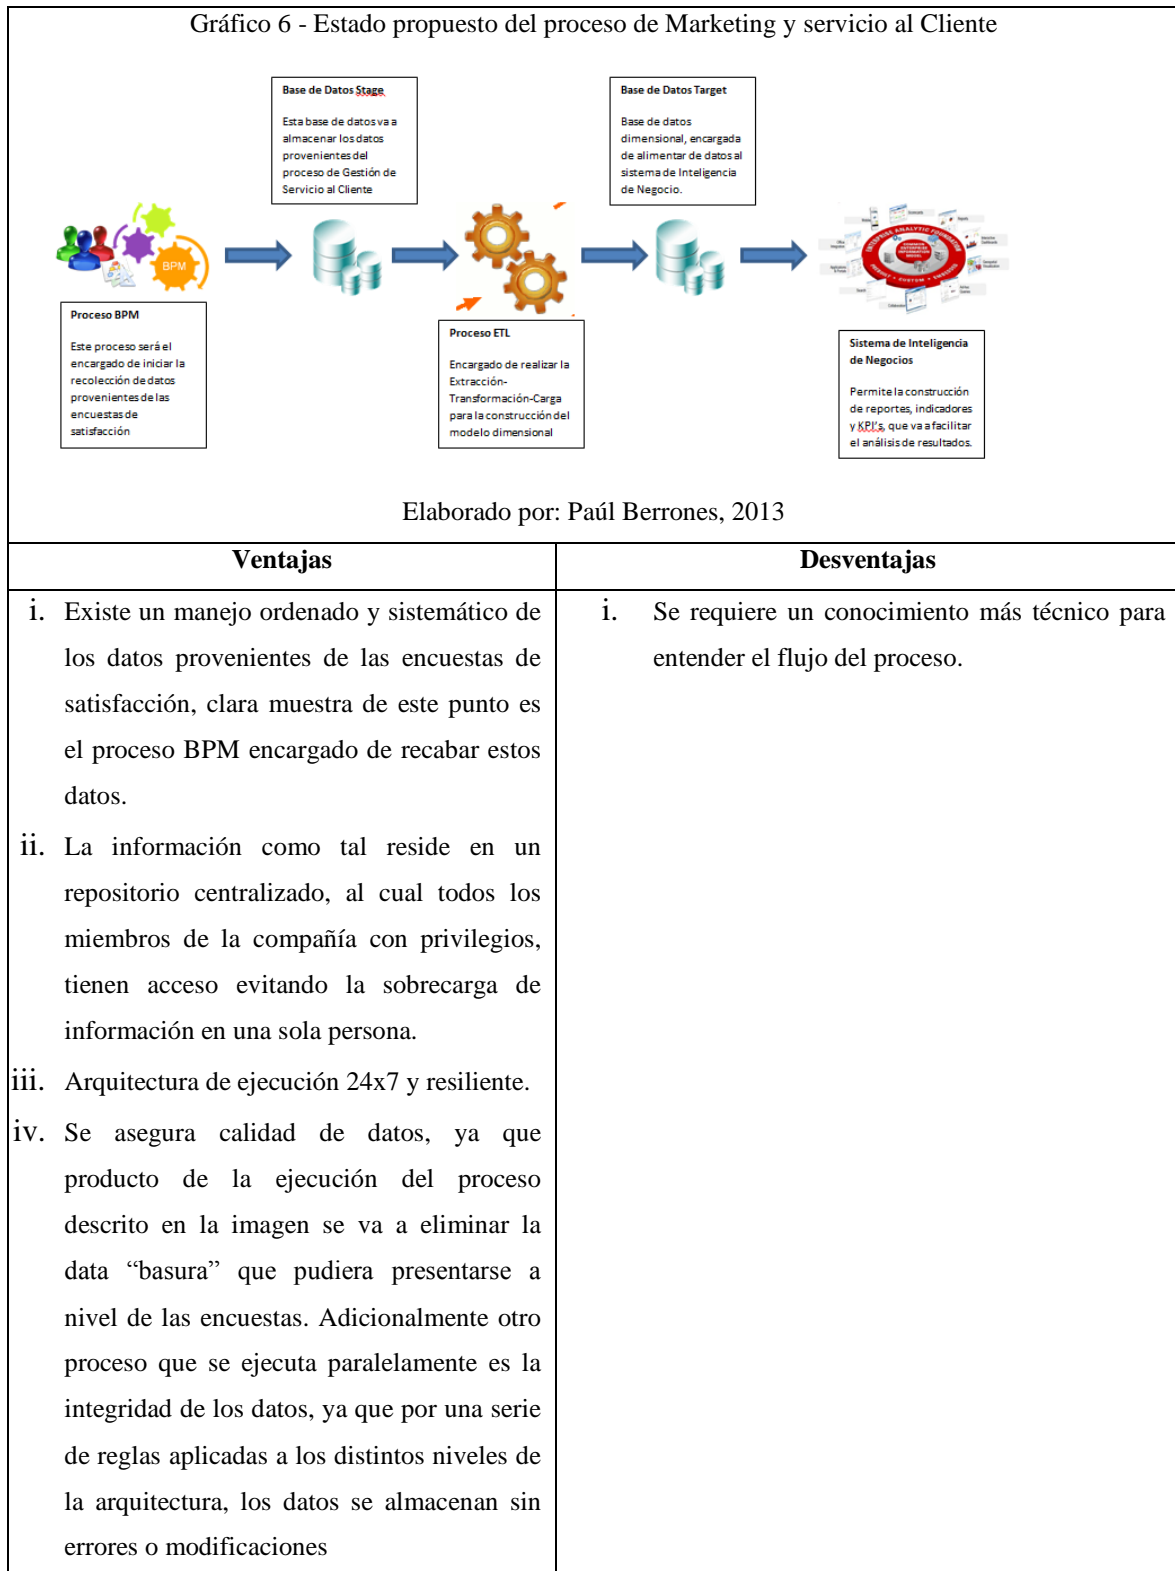 Gráfico 6 - Estado propuesto del proceso de Marketing y servicio al Cliente
Base de Datos Stage
Esta base de datos va a
almacenar los datos
provenientes del
proceso de Gestión de
Servicio al Cliente
Base de Datos Target
Base de datos
dimensional, encargada
de alimentar de datos al
sistema de Inteligencia
de Negocio.
BPM
ENTERPRISE ANALYTIC FOUNDATION
COMMON
ENTERPRISE
INFORMATION
MODEL
Proceso BPM
Este proceso será el
encargado de iniciar la
recolección de datos
provenientes de las
encuestas de
satisfacción
Proceso ETL
Encargado de realizar la
Extracción-
Transformación-Carga
para la construcción del
modelo dimensional
Sistema de Inteligencia
de Negocios
Permite la construcción
de reportes, indicadores
y KPI's, que va a facilitar
el análisis de resultados.
Elaborado por: Paúl Berrones, 2013
Ventajas
i. Existe un manejo ordenado y sistemático de
los datos provenientes de las encuestas de
satisfacción, clara muestra de este punto es
el proceso BPM encargado de recabar estos
datos.
ii. La información como tal reside en un
repositorio centralizado, al cual todos los
miembros de la compañía con privilegios,
tienen acceso evitando la sobrecarga de
información en una sola persona.
iii. Arquitectura de ejecución 24x7 y resiliente.
iv. Se asegura calidad de datos, ya que
producto de la ejecución del proceso
descrito en la imagen se va a eliminar la
data “basura” que pudiera presentarse a
nivel de las encuestas. Adicionalmente otro
proceso que se ejecuta paralelamente es la
integridad de los datos, ya que por una serie
de reglas aplicadas a los distintos niveles de
la arquitectura, los datos se almacenan sin
errores o modificaciones
Desventajas
i. Se requiere un conocimiento más técnico para
entender el flujo del proceso.